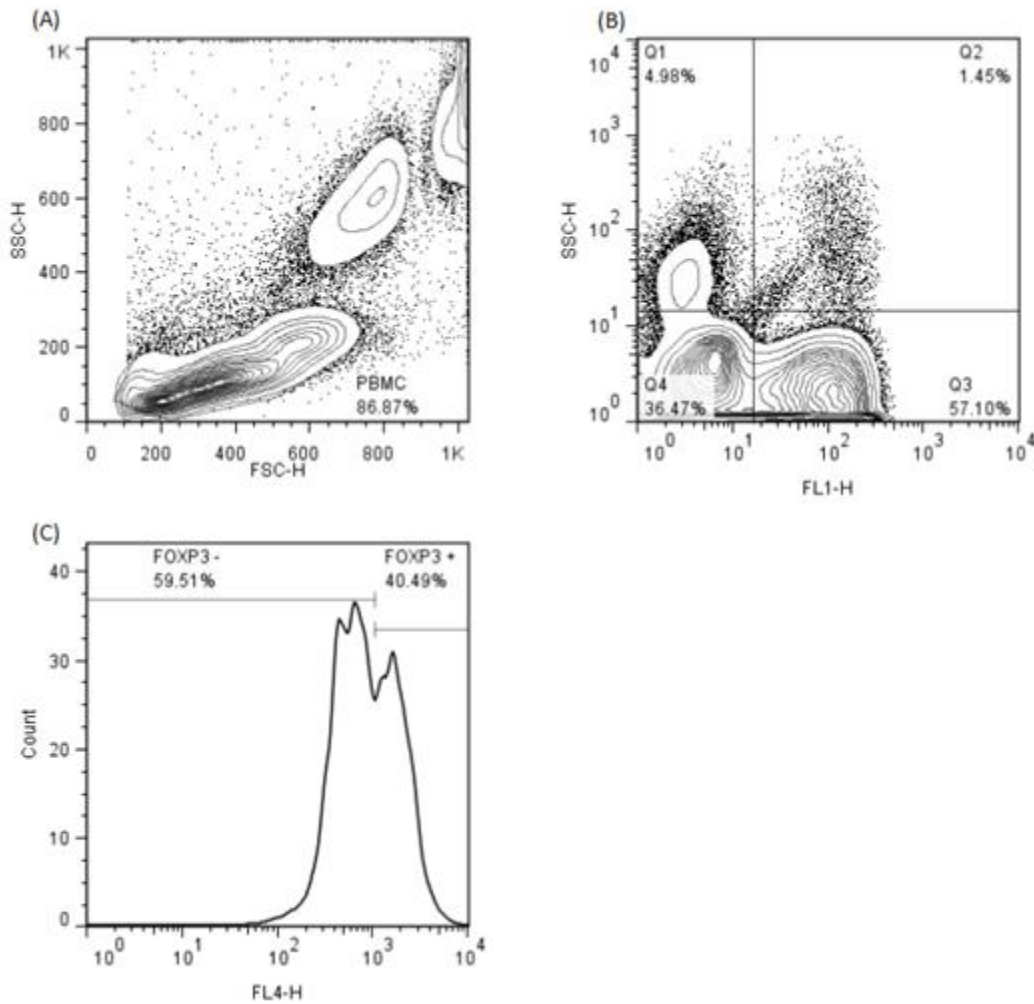 (A)
1K
800
600
400
200
0
SSC-H
PBMC
86.87%
0 200 400 600 800 1K
FSC-H
(B)
Q1
4.98%
Q2
1.45%
10^4
10^3
10^2
10^1
10^0
SSC-H
Q4
36.47%
Q3
57.10%
10^0 10^1 10^2 10^3 10^4
FL1-H
(C)
FOXP3 -
59.51%
FOXP3 +
40.49%
40
30
20
10
0
Count
10^0 10^1 10^2 10^3 10^4
FL4-H